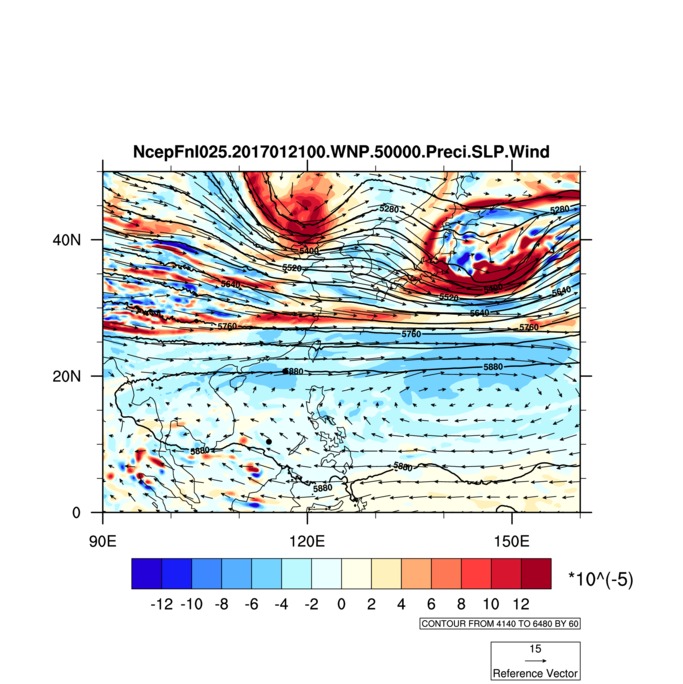 NcepFnl025.2017012100.WNP.50000.Preci.SLP.Wind
5280
5280
40N
5400
5520
5640
5400
5520
5640
5640
5760
5760
5760
5880
5880
20N
5880
5880
5880
0
90E 120E 150E
-12 -10 -8 -6 -4 -2 0 2 4 6 8 10 12
*10^(-5)
CONTOUR FROM 4140 TO 6480 BY 60
15
Reference Vector